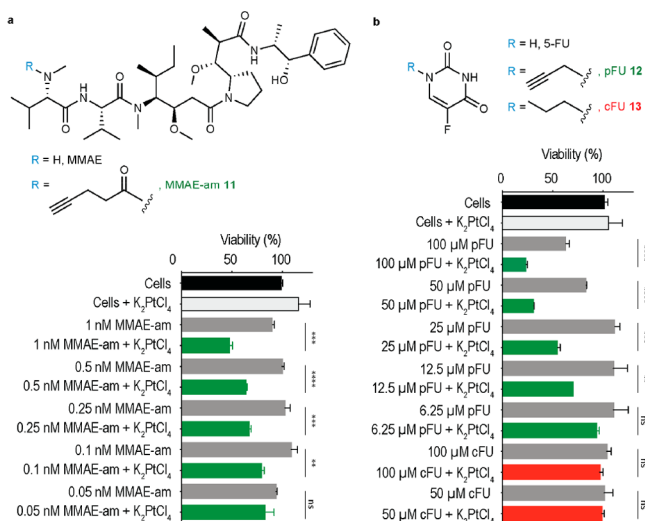 a
R
N
O
H
N
O
N
O
O
O
N
O
O
H
N
OH
R = H, MMAE
R =
O
, MMAE-am 11
Viability (%)
0 50 100
Cells
Cells + K2PtCl4
1 nM MMAE-am
1 nM MMAE-am + K2PtCl4
***
0.5 nM MMAE-am
0.5 nM MMAE-am + K2PtCl4
****
0.25 nM MMAE-am
0.25 nM MMAE-am + K2PtCl4
***
0.1 nM MMAE-am
0.1 nM MMAE-am + K2PtCl4
**
0.05 nM MMAE-am
0.05 nM MMAE-am + K2PtCl4
ns
b
R
N
O
NH
O
F
R = H, 5-FU
R =
, pFU 12
R =
, cFU 13
Viability (%)
0 50 100
Cells
Cells + K2PtCl4
100 µM pFU
100 µM pFU + K2PtCl4
50 µM pFU
50 µM pFU + K2PtCl4
25 µM pFU
25 µM pFU + K2PtCl4
12.5 µM pFU
12.5 µM pFU + K2PtCl4
6.25 µM pFU
6.25 µM pFU + K2PtCl4
ns
100 µM cFU
100 µM cFU + K2PtCl4
ns
50 µM cFU
50 µM cFU + K2PtCl4
ns